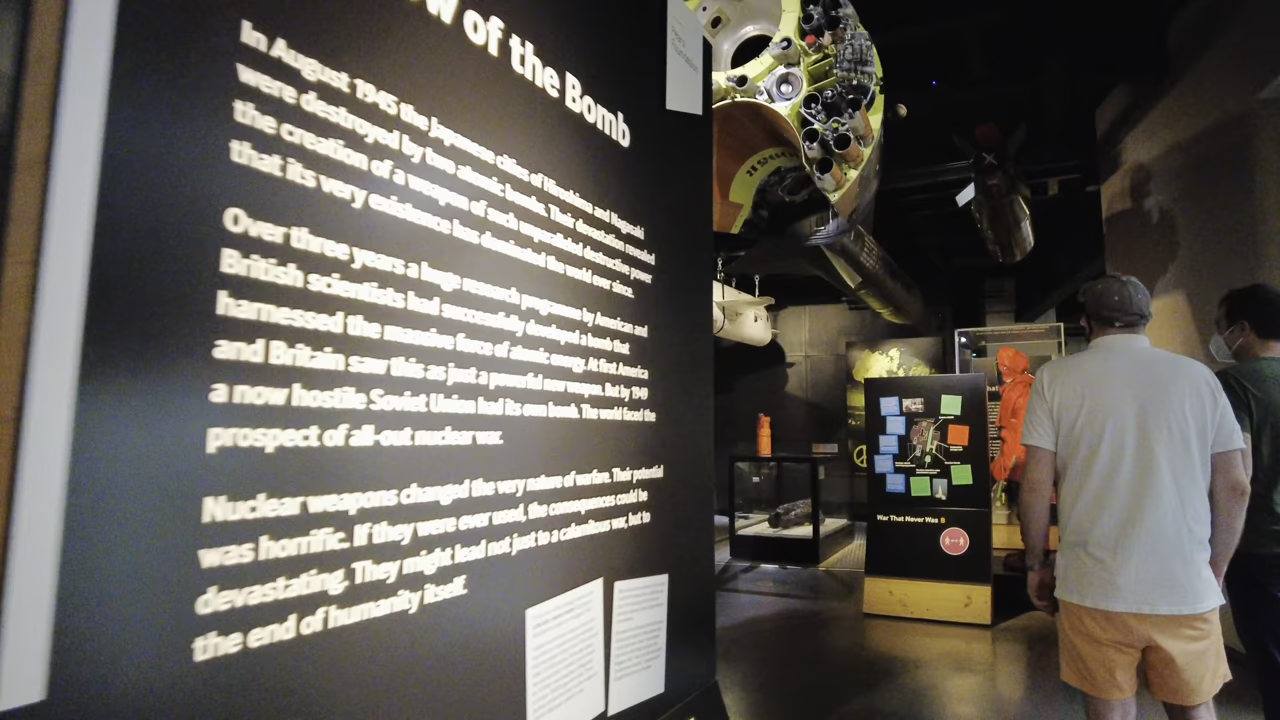 ow of the Bomb
In August 1945 the Japanese cities of Hiroshima and Nagasaki
were destroyed by two atomic bombs. Their devastation revealed
the creation of a weapon of such unparalleled destructive power
that its very existence has dominated the world ever since.
Over three years a huge research programme by American and
British scientists had successfully developed a bomb that
harnessed the massive force of atomic energy. At first America
and Britain saw this as just a powerful new weapon. But by 1949
a now hostile Soviet Union had its own bomb. The world faced the
prospect of all-out nuclear war.
Nuclear weapons changed the very nature of warfare. Their potential
was horrific. If they were ever used, the consequences could be
devastating. They might lead not just to a calamitous war, but to
the end of humanity itself.
War That Never Was 8